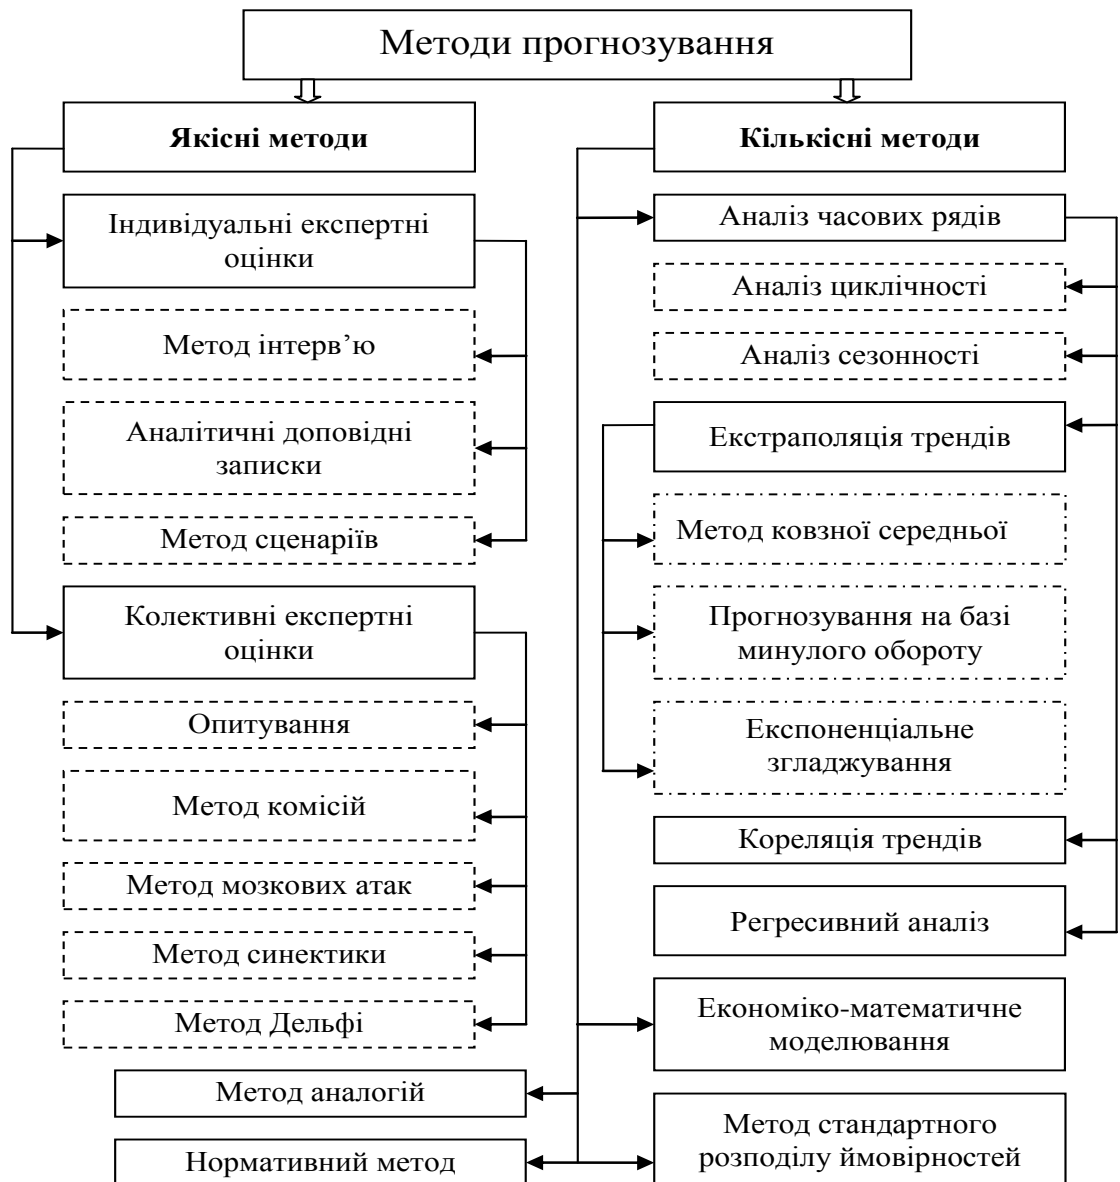 Методи прогнозування
Якісні методи
Індивідуальні експертні
оцінки
Метод інтерв’ю
Аналітичні доповідні
записки
Метод сценаріїв
Колективні експертні
оцінки
Опитування
Метод комісій
Метод мозкових атак
Метод синектики
Метод Дельфі
Метод аналогій
Нормативний метод
Кількісні методи
Аналіз часових рядів
Аналіз циклічності
Аналіз сезонності
Екстраполяція трендів
Метод ковзної середньої
Прогнозування на базі
минулого обороту
Експоненціальне
згладжування
Кореляція трендів
Регресивний аналіз
Економіко-математичне
моделювання
Метод стандартного
розподілу ймовірностей